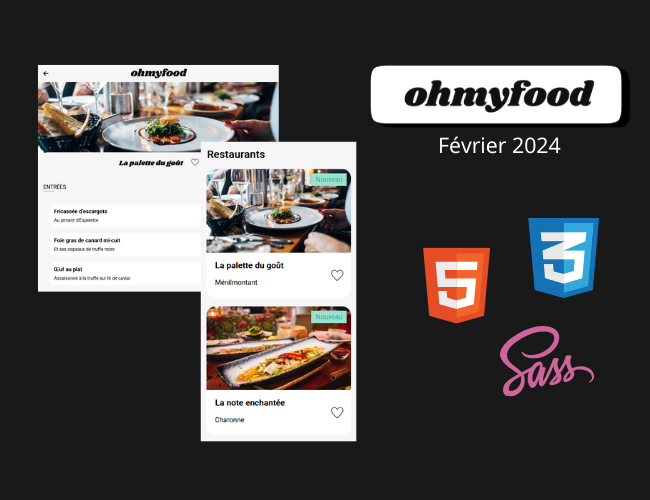 ohmyfood
La palette du goût
ENTRÉES
Fricassée d'escargots
Au piment d'Espelette
Foie gras de canard mi-cuit
Et ses copeaux de truffe noire
Œuf au plat
Assaisonné à la truffe sur lit de caviar
Restaurants
Nouveau
La palette du goût
Ménilmontant
Nouveau
La note enchantée
Charonne
ohmyfood
Février 2024
5
3
Sass